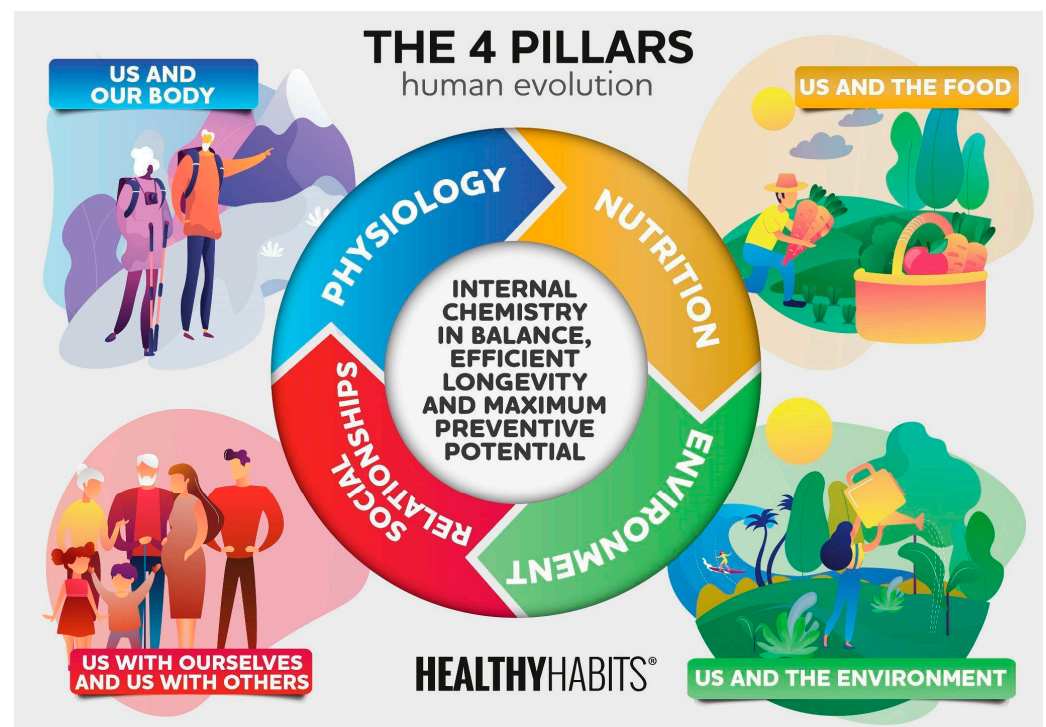 THE 4 PILLARS
human evolution
US AND
OUR BODY
US AND THE FOOD
PHYSIOLOGY
NUTRITION
INTERNAL
CHEMISTRY
IN BALANCE,
EFFICIENT
LONGEVITY
AND MAXIMUM
PREVENTIVE
POTENTIAL
SOCIAL
RELATIONSHIPS
ENVIRONMENT
US WITH OURSELVES
AND US WITH OTHERS
HEALTHYHABITS®
US AND THE ENVIRONMENT